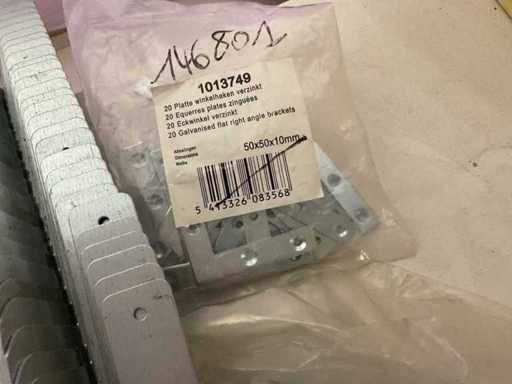 146801
1013749
20 Platte winkelhaken verzinkt
20 Equerres plates zinguées
20 Eckwinkel verzinkt
20 Galvanised flat right angle brackets
50x50x10mm
5 413326 083568